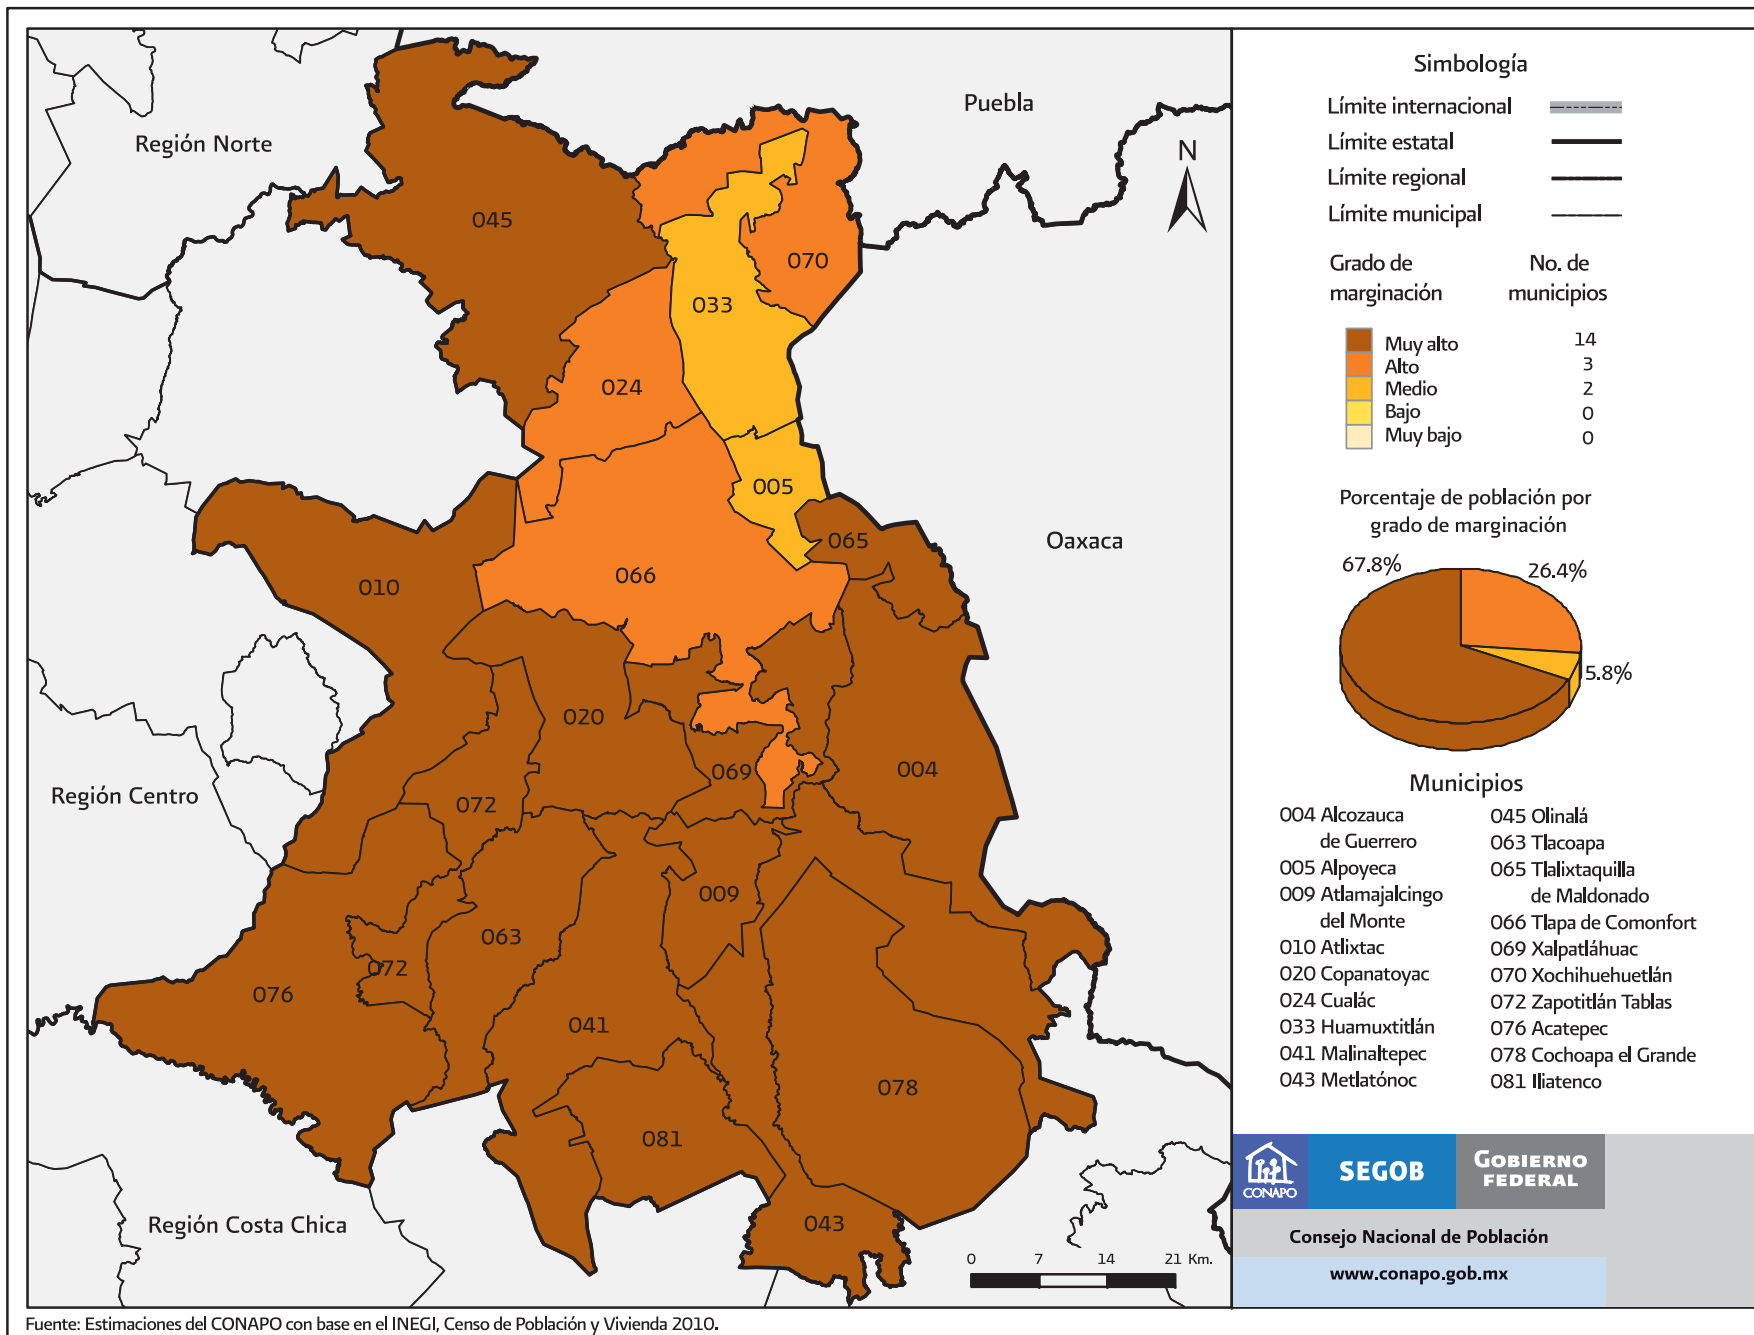 Región Norte
Puebla
N
Oaxaca
Región Centro
Región Costa Chica
045
070
033
024
005
065
066
010
020
069
004
072
009
063
072
076
041
078
081
043
0 7 14 21 Km.
Simbología
Límite internacional
Límite estatal
Límite regional
Límite municipal
Grado de marginación
No. de municipios
Muy alto 14
Alto 3
Medio 2
Bajo 0
Muy bajo 0
Porcentaje de población por
grado de marginación
67.8%
26.4%
5.8%
Municipios
004 Alcozauca
de Guerrero
005 Alpoyeca
009 Atlamajalcingo
del Monte
010 Atlixtac
020 Copanatoyac
024 Cualác
033 Huamuxtitlán
041 Malinaltepec
043 Metlatónoc
045 Olinalá
063 Tlacoapa
065 Tlalixtaquilla
de Maldonado
066 Tlapa de Comonfort
069 Xalpatláhuac
070 Xochihuehuetlán
072 Zapotitlán Tablas
076 Acatepec
078 Cochoapa el Grande
081 Iliatenco
CONAPO
SEGOB
GOBIERNO
FEDERAL
Consejo Nacional de Población
www.conapo.gob.mx
Fuente: Estimaciones del CONAPO con base en el INEGI, Censo de Población y Vivienda 2010.